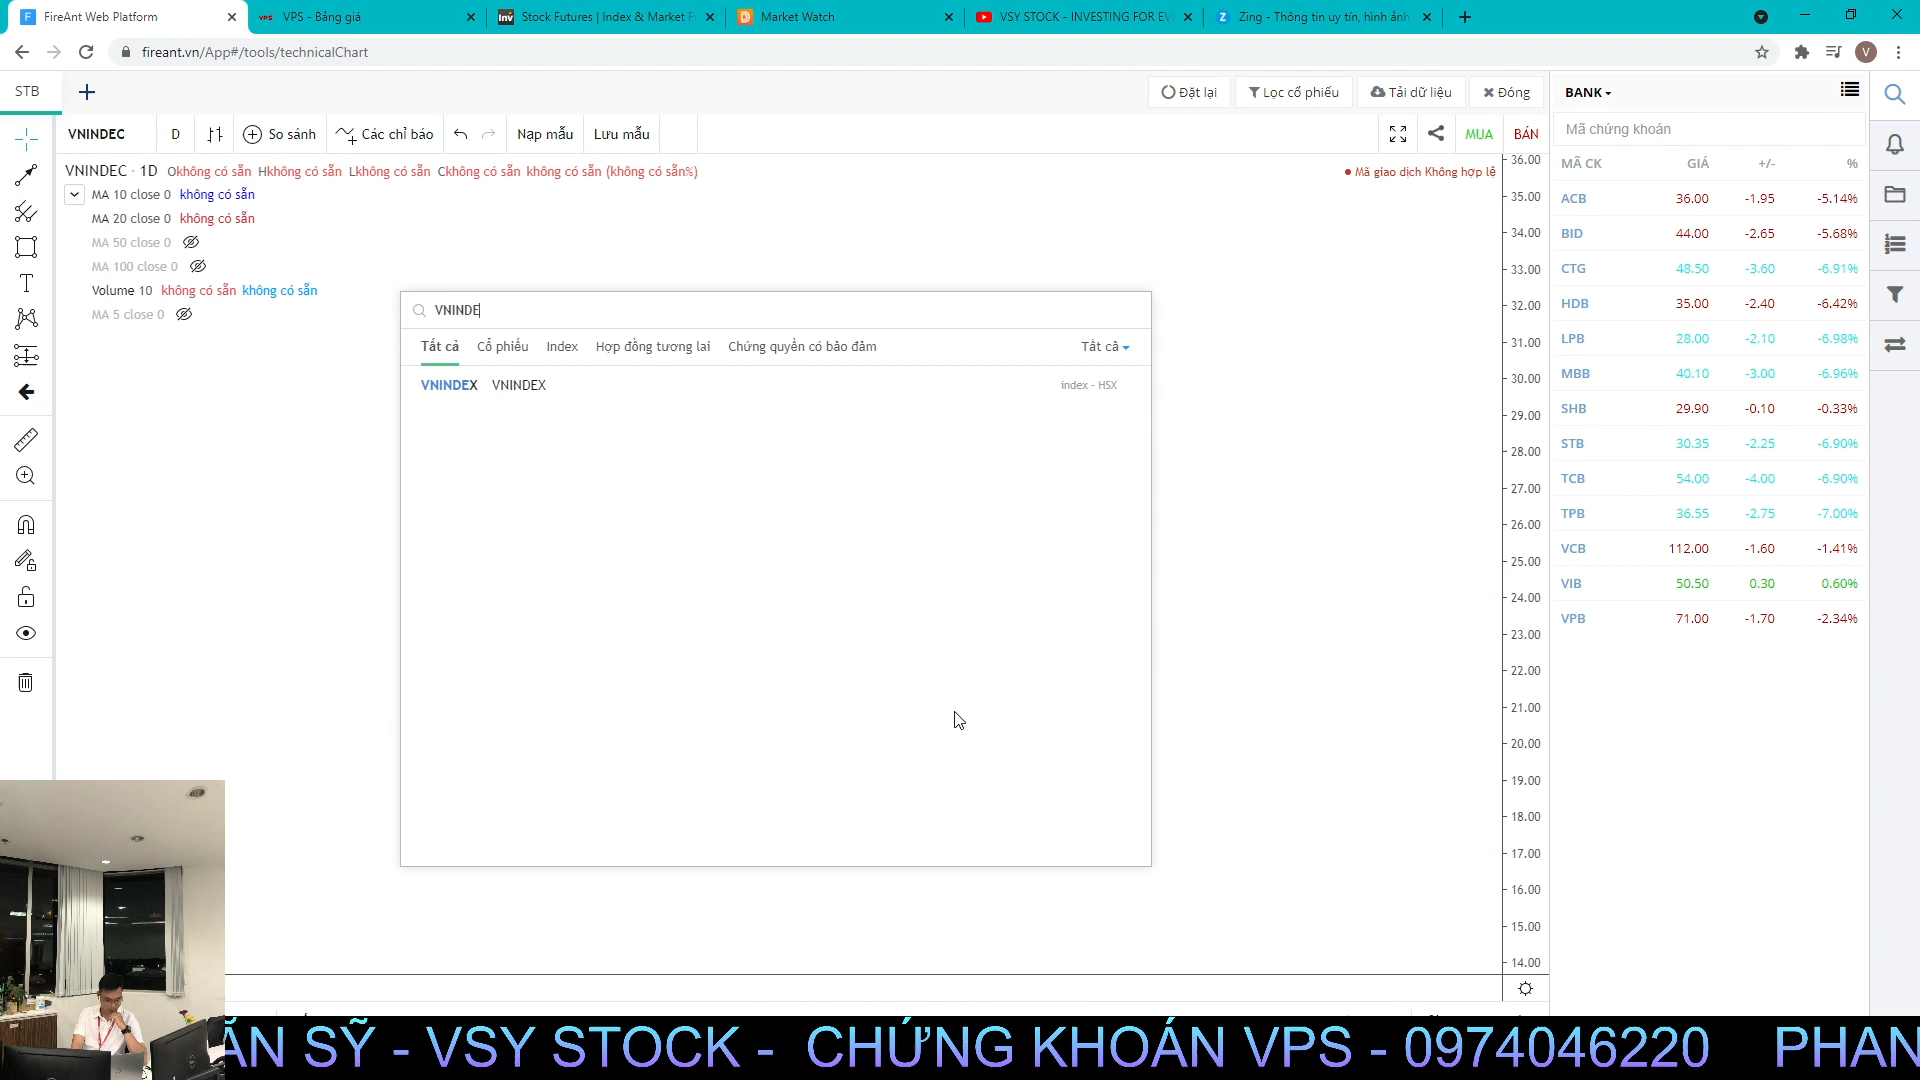 FireAnt Web Platform
VPS - Bảng giá
Stock Futures | Index & Market F
Market Watch
VSY STOCK - INVESTING FOR EV
Zing - Thông tin uy tín, hình ảnh
fireant.vn/App#/tools/technicalChart
STB
Đặt lại
Lọc cổ phiếu
Tải dữ liệu
Đóng
VNINDEC
D
So sánh
Các chỉ báo
Nạp mẫu
Lưu mẫu
MUA
BÁN
VNINDEC · 1D Okhông có sẵn Hkhông có sẵn Lkhông có sẵn Ckhông có sẵn không có sẵn (không có sẵn%)
Mã giao dịch Không hợp lệ
MA 10 close 0 không có sẵn
MA 20 close 0 không có sẵn
MA 50 close 0
MA 100 close 0
Volume 10 không có sẵn không có sẵn
MA 5 close 0
VNINDE
Tất cả Cổ phiếu Index Hợp đồng tương lai Chứng quyền có bảo đảm Tất cả
VNINDEX VNINDEX index - HSX
36.00
35.00
34.00
33.00
32.00
31.00
30.00
29.00
28.00
27.00
26.00
25.00
24.00
23.00
22.00
21.00
20.00
19.00
18.00
17.00
16.00
15.00
14.00
BANK
Mã chứng khoán
MÃ CK GIÁ +/- %
ACB 36.00 -1.95 -5.14%
BID 44.00 -2.65 -5.68%
CTG 48.50 -3.60 -6.91%
HDB 35.00 -2.40 -6.42%
LPB 28.00 -2.10 -6.98%
MBB 40.10 -3.00 -6.96%
SHB 29.90 -0.10 -0.33%
STB 30.35 -2.25 -6.90%
TCB 54.00 -4.00 -6.90%
TPB 36.55 -2.75 -7.00%
VCB 112.00 -1.60 -1.41%
VIB 50.50 0.30 0.60%
VPB 71.00 -1.70 -2.34%
ĂN SỸ - VSY STOCK - CHỨNG KHOÁN VPS - 0974046220 PHAN